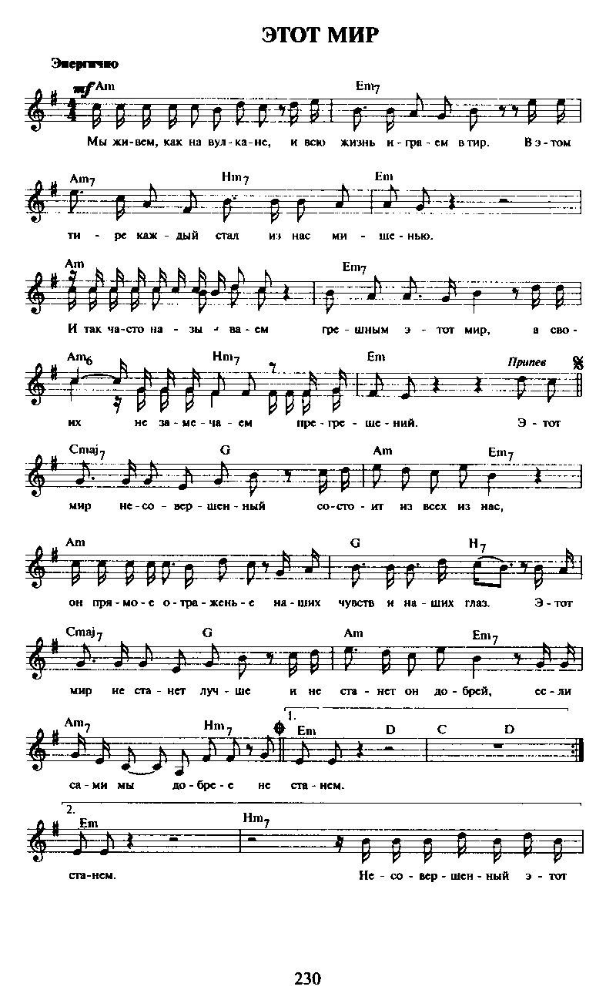 ЭТОТ МИР
Энергично
mf Am Em7
4
4
Мы жи-вем, как на вул-ка-не, и всю жизнь и-гра-ем в тир. В э-том
Am7 Hm7 Em
ти - ре каж-дый стал из нас ми - ше-нью.
Am Em7
И так ча-сто на - зы - ва-ем гре-шным э - тот мир, а сво-
Am6 Hm7 Em Припев
их не за-ме-ча-ем пре-гре-ше-ний. Э-тот
Cmaj7 G Am Em7
мир не-со-вер-шен-ный со-сто-ит из всех из нас,
Am G H7
он пря-мо-е о-тра-жень-е на-ших чувств и на-ших глаз. Э-тот
Cmaj7 G Am Em7
мир не ста-нет луч-ше и не ста-нет он до-брей, ес-ли
Am7 Hm7 1. Em D C D
са-ми мы до-бре-е не ста-нем.
2. Em Hm7
ста-нем. Не-со-вер-шен-ный э-тот
230